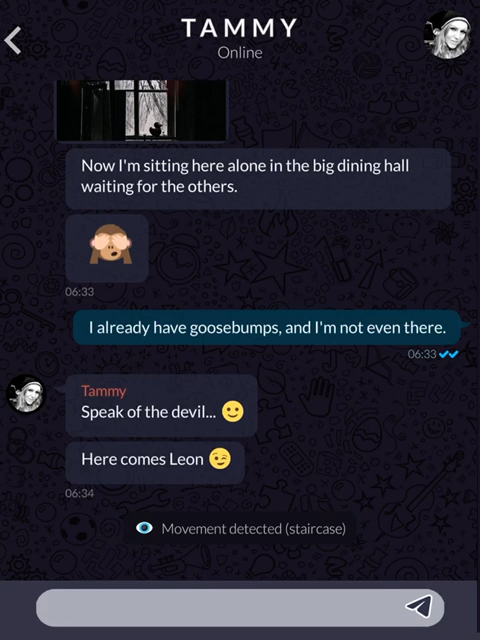 TAMMY
Online
Now I'm sitting here alone in the big dining hall
waiting for the others.
06:33
I already have goosebumps, and I'm not even there.
06:33
Tammy
Speak of the devil...
Here comes Leon
06:34
Movement detected (staircase)